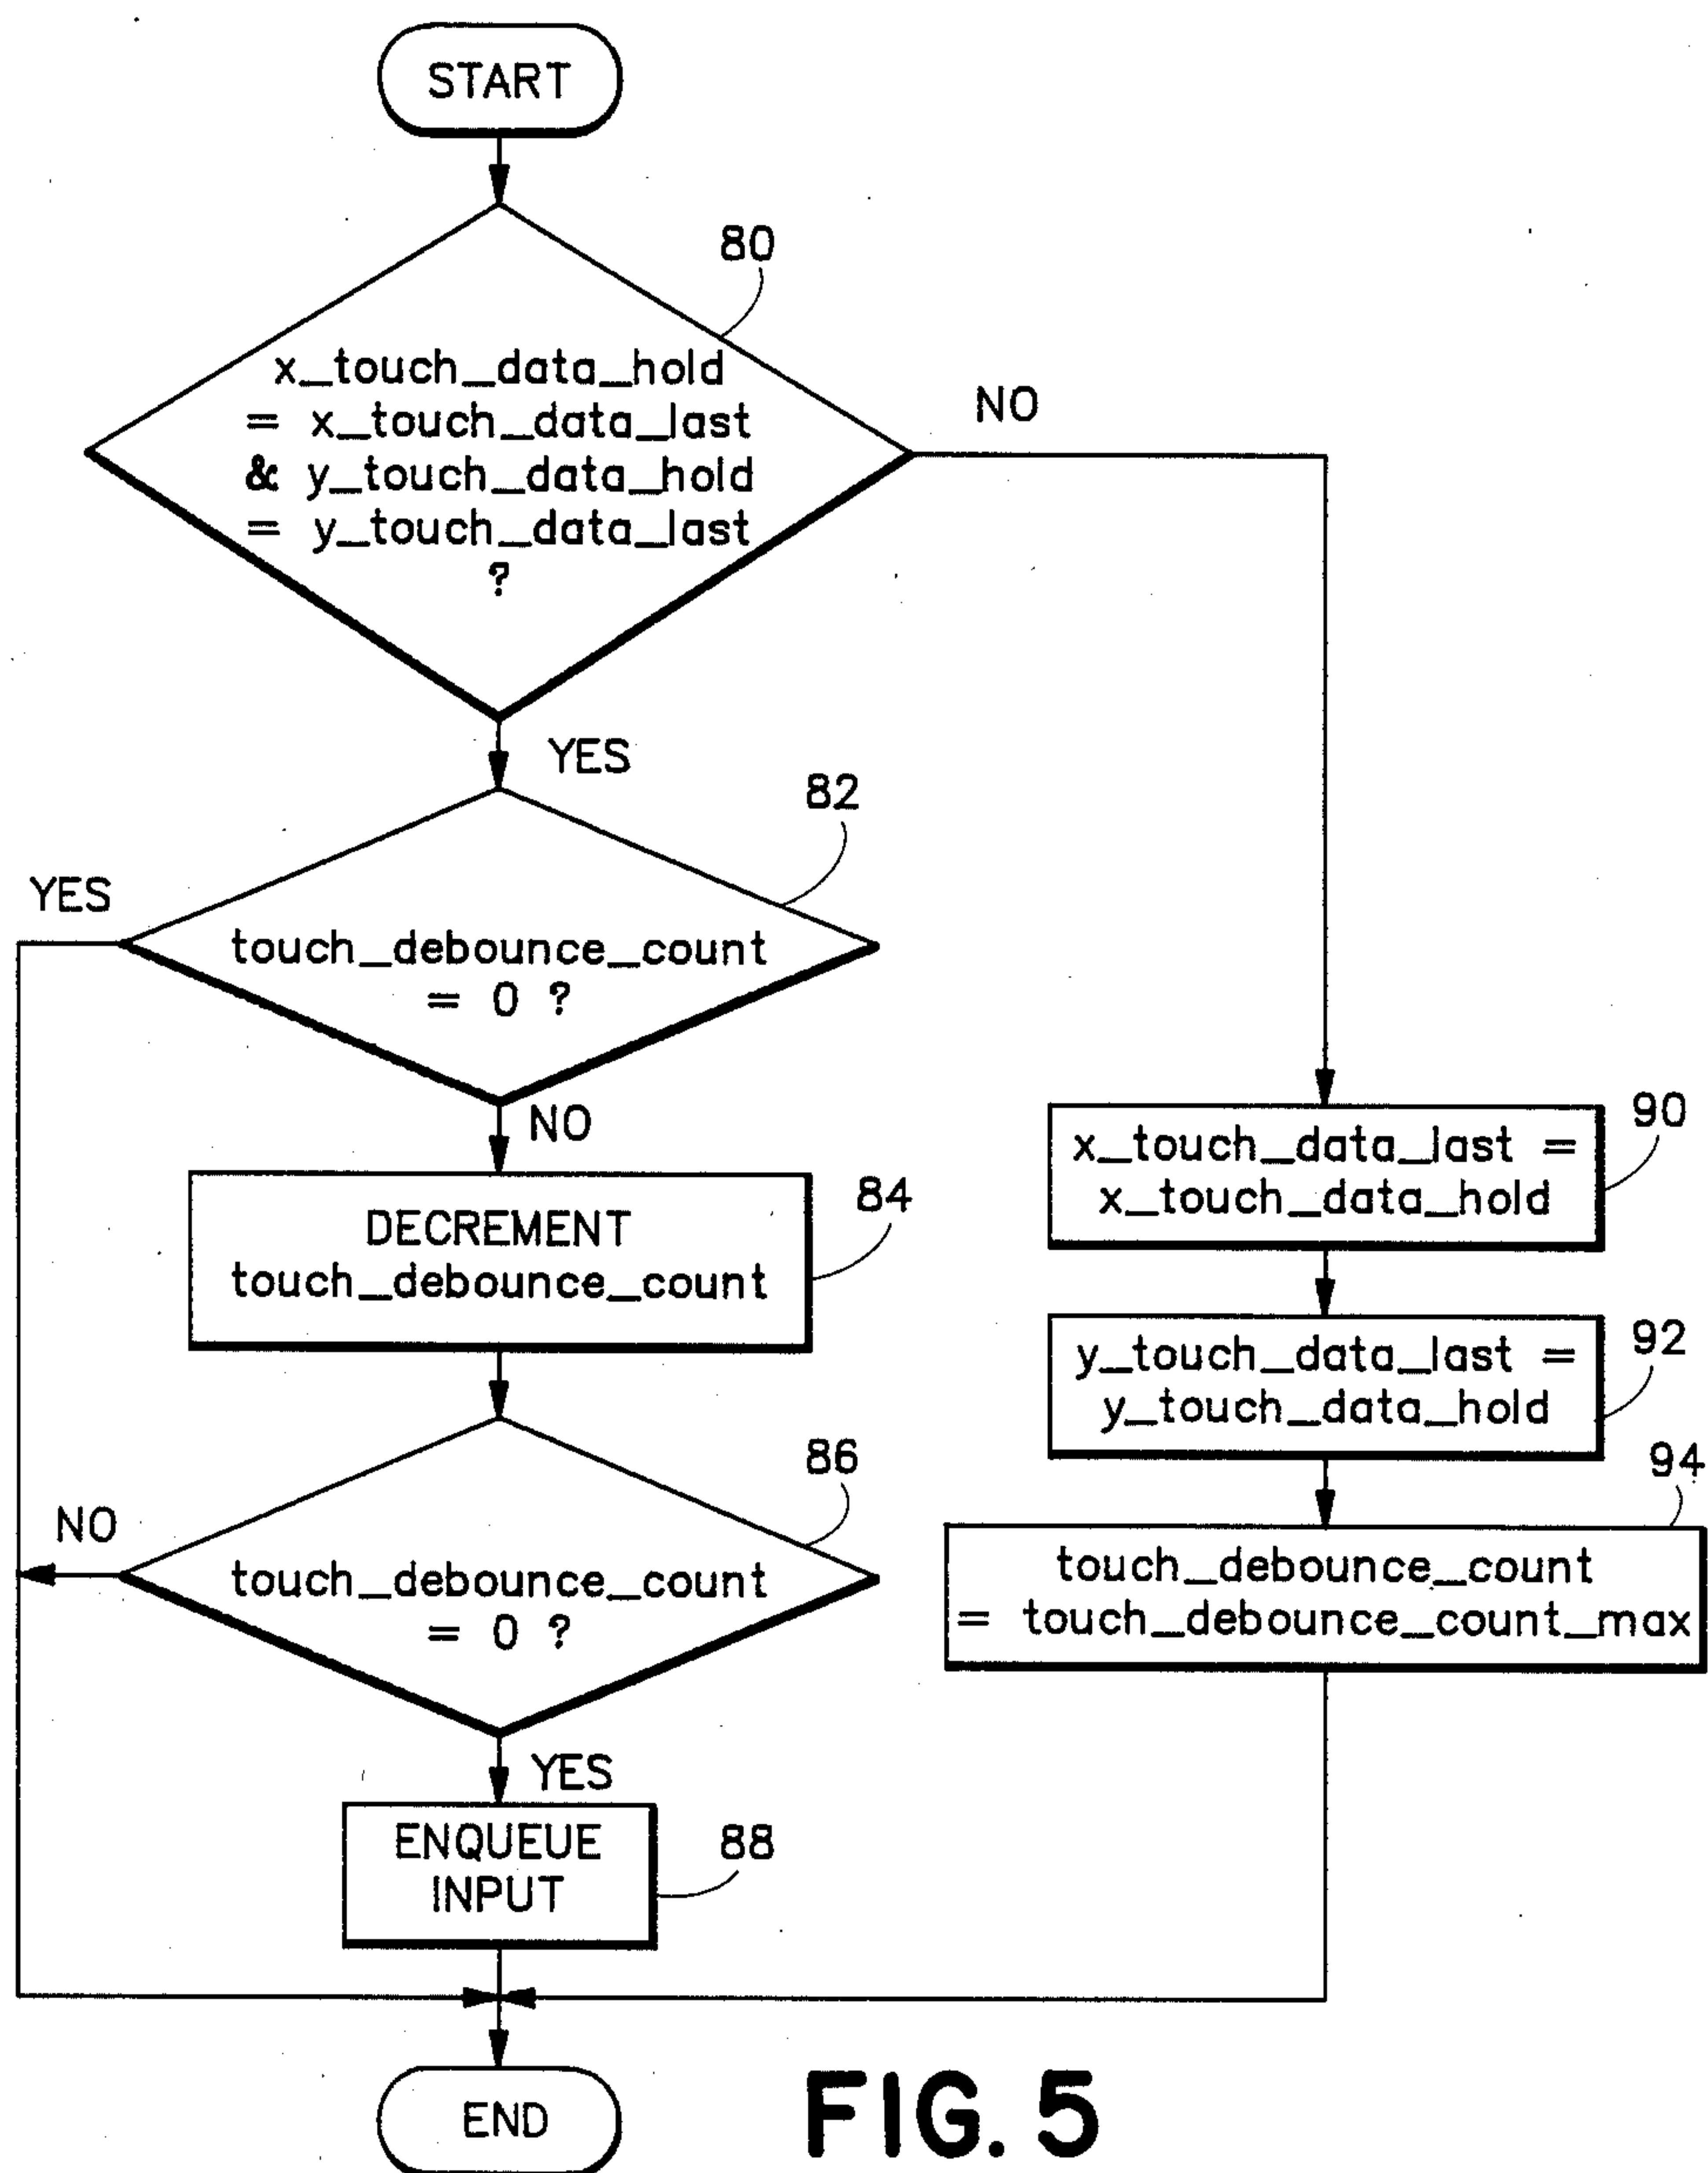 START
80
x_touch_data_hold
= x_touch_data_last
& y_touch_data_hold
= y_touch_data_last
?
NO
YES
82
YES
touch_debounce_count
= 0 ?
NO
DECREMENT
touch_debounce_count
84
86
NO
touch_debounce_count
= 0 ?
YES
ENQUEUE
INPUT
88
90
x_touch_data_last =
x_touch_data_hold
92
y_touch_data_last =
y_touch_data_hold
94
touch_debounce_count
= touch_debounce_count_max
END
FIG. 5